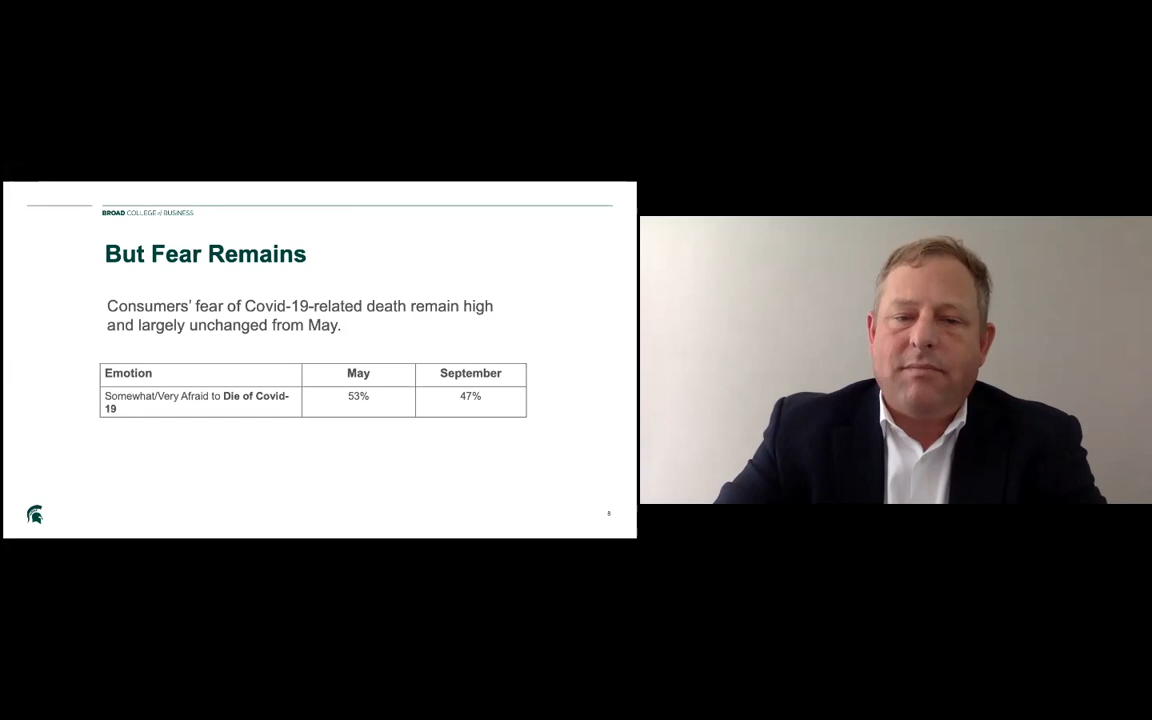 BROAD COLLEGE of BUSINESS
But Fear Remains
Consumers' fear of Covid-19-related death remain high
and largely unchanged from May.
Emotion May September
Somewhat/Very Afraid to Die of Covid- 53% 47%
19
8